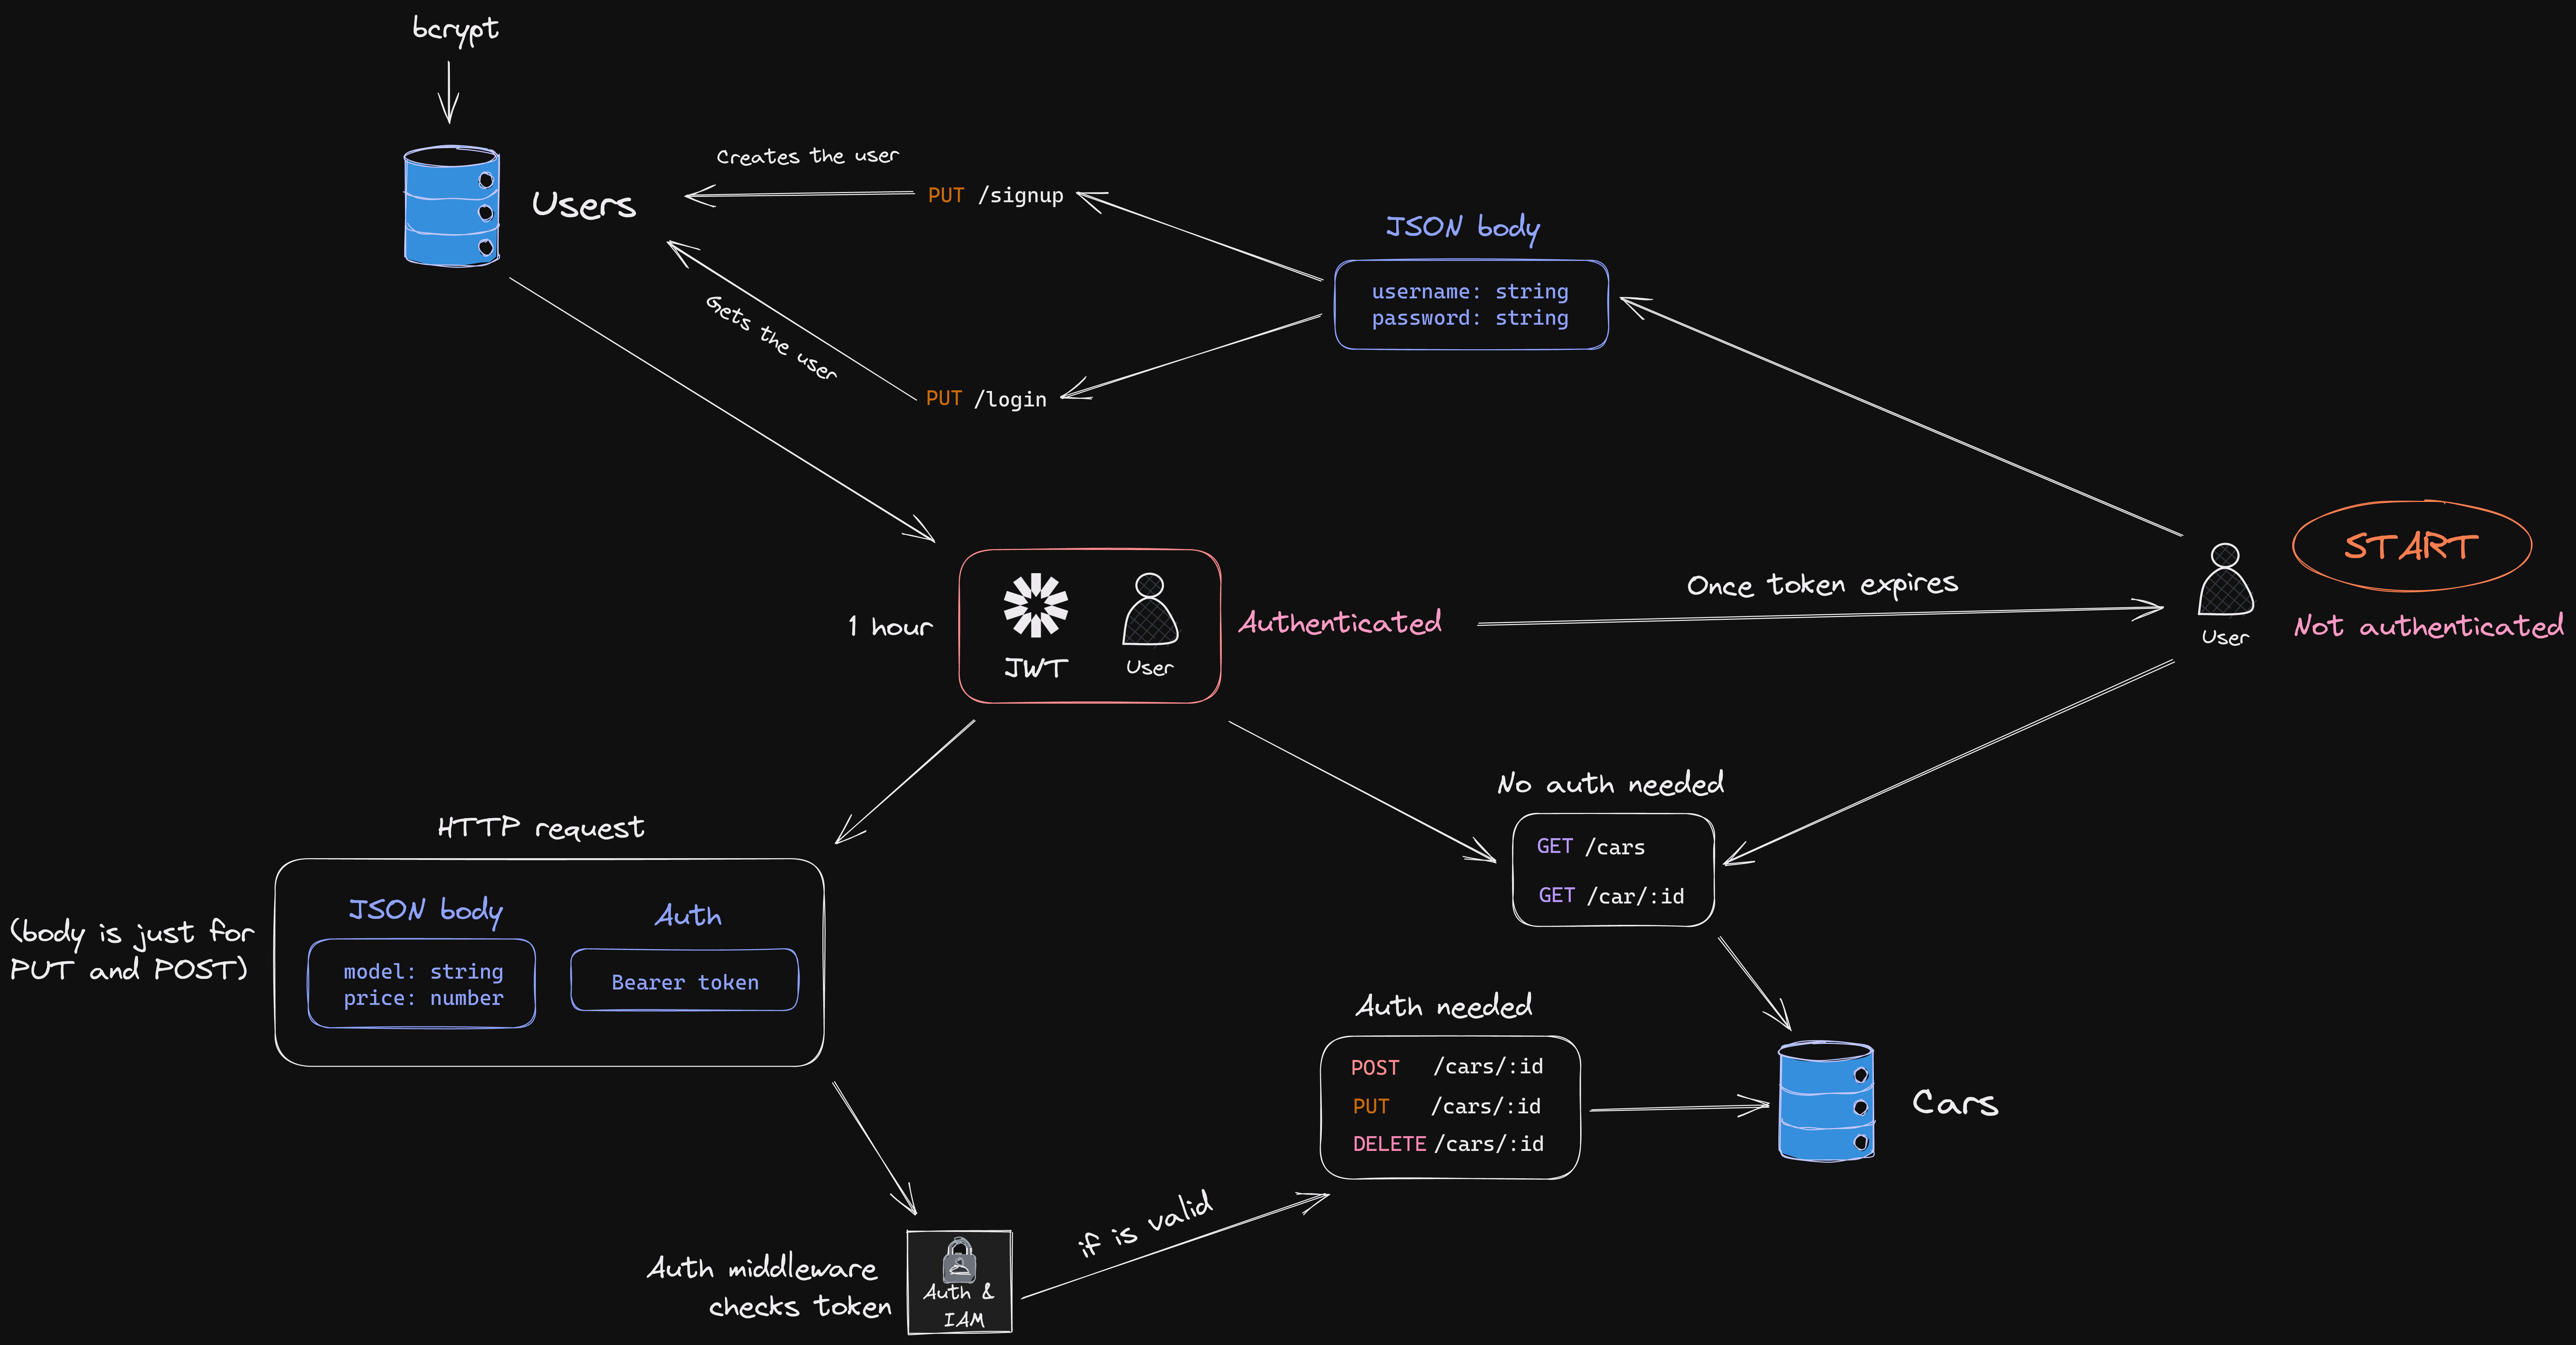 bcrypt
Users
Creates the user
PUT /signup
Gets the user
PUT /login
JSON body
username: string
password: string
START
User
Not authenticated
1 hour
JWT
User
Authenticated
Once token expires
HTTP request
(body is just for
PUT and POST)
JSON body
model: string
price: number
Auth
Bearer token
No auth needed
GET /cars
GET /car/:id
Auth needed
POST /cars/:id
PUT /cars/:id
DELETE /cars/:id
Cars
Auth middleware
checks token
Auth &
IAM
if is valid